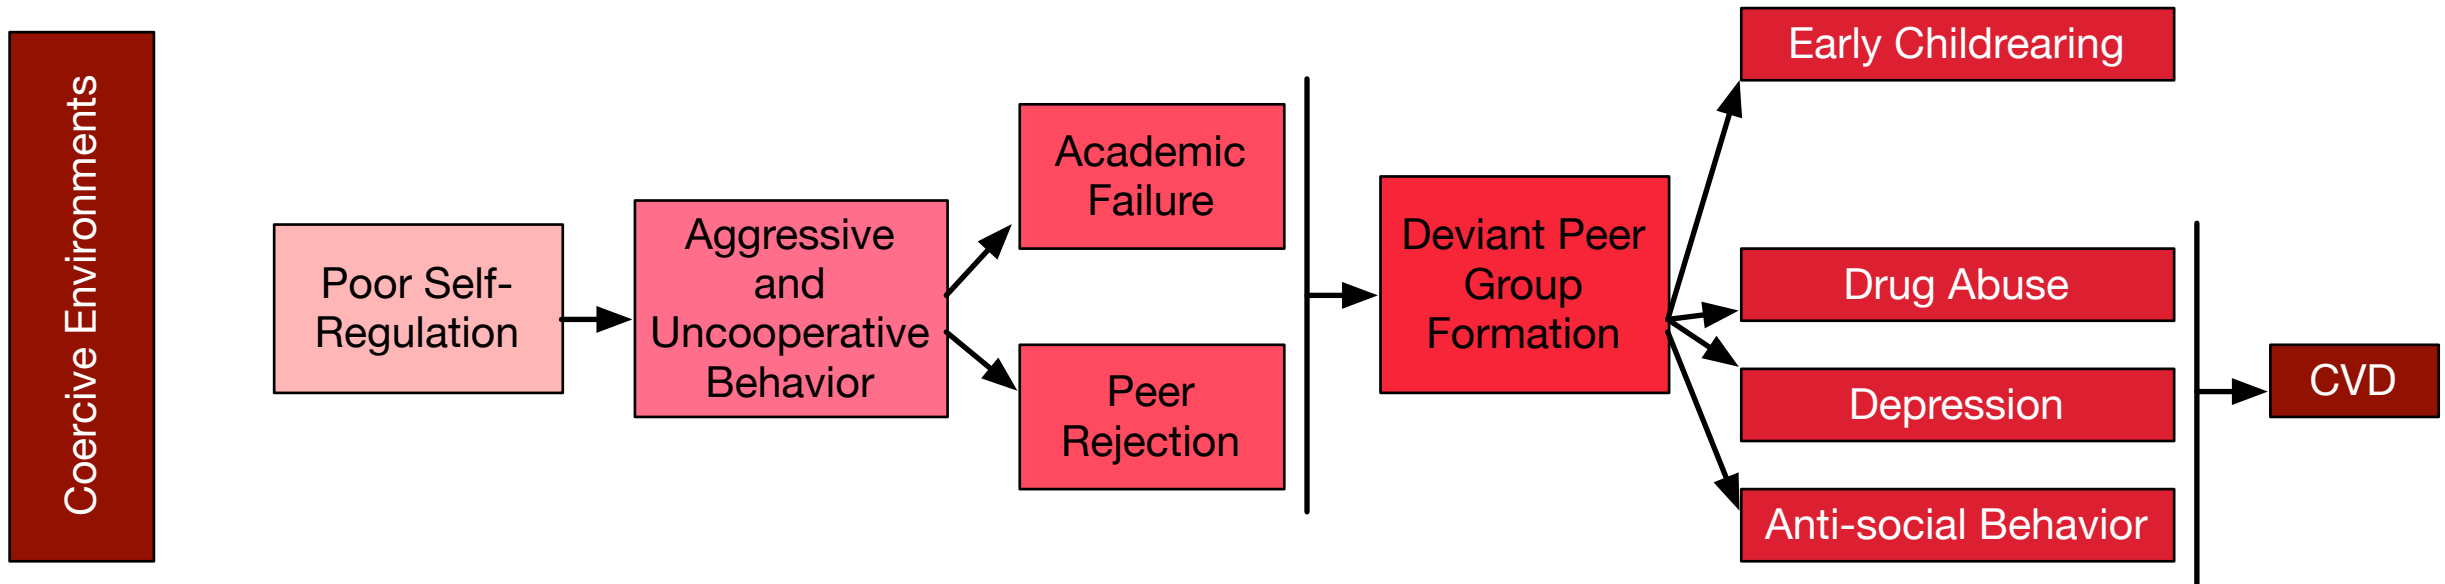 Coercive Environments
Poor Self-
Regulation
Aggressive
and
Uncooperative
Behavior
Academic
Failure
Peer
Rejection
Deviant Peer
Group
Formation
Early Childrearing
Drug Abuse
Depression
Anti-social Behavior
CVD